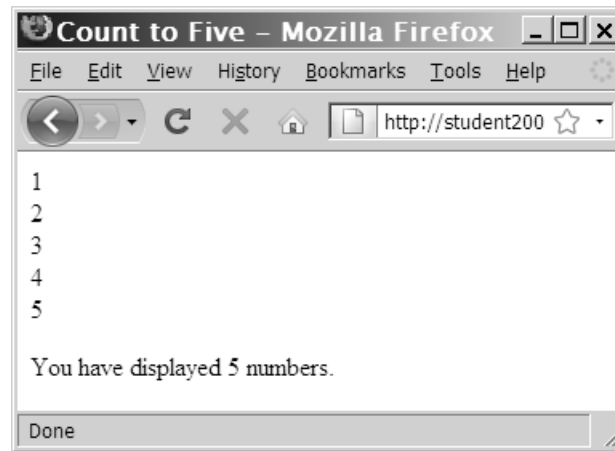 Count to Five – Mozilla Firefox
File Edit View History Bookmarks Tools Help
http://student200
1
2
3
4
5
You have displayed 5 numbers.
Done